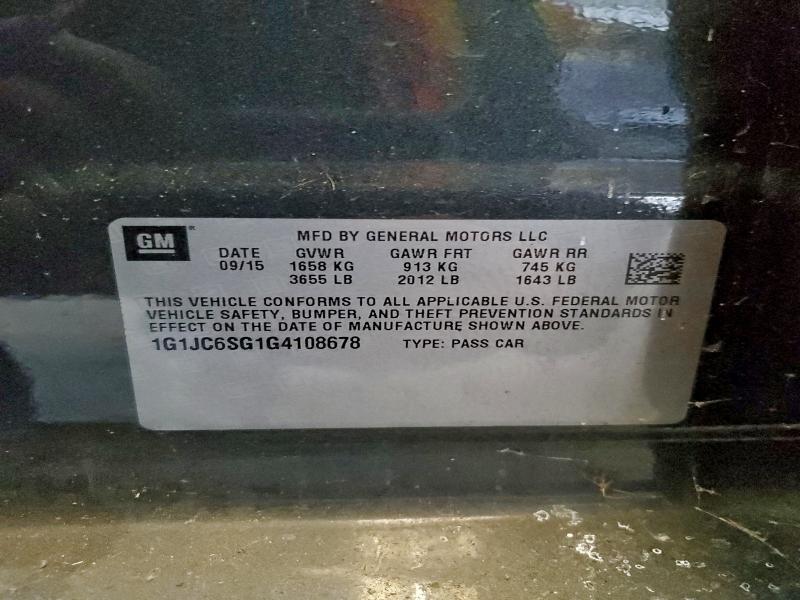 GM
MFD BY GENERAL MOTORS LLC
DATE GVWR GAWR FRT GAWR RR
09/15 1658 KG 913 KG 745 KG
3655 LB 2012 LB 1643 LB
THIS VEHICLE CONFORMS TO ALL APPLICABLE U.S. FEDERAL MOTOR
VEHICLE SAFETY, BUMPER, AND THEFT PREVENTION STANDARDS IN
EFFECT ON THE DATE OF MANUFACTURE SHOWN ABOVE.
1G1JC6SG1G4108678 TYPE: PASS CAR